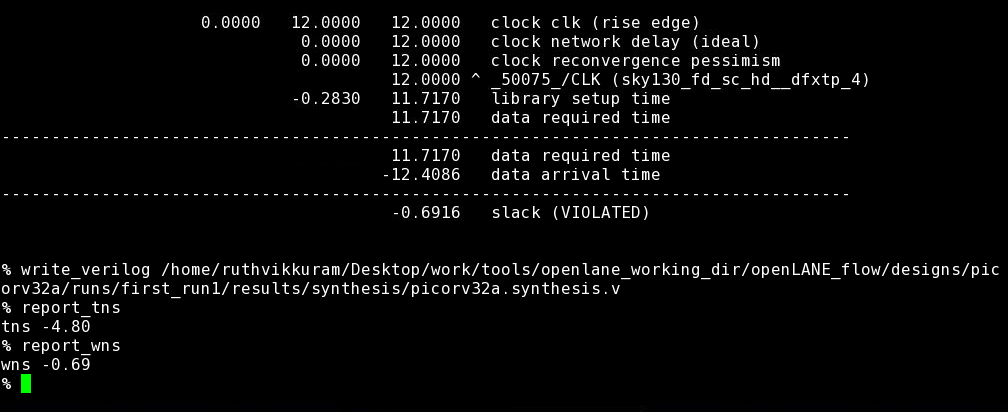 0.0000 12.0000 12.0000 clock clk (rise edge)
0.0000 12.0000 clock network delay (ideal)
0.0000 12.0000 clock reconvergence pessimism
12.0000 ^ _50075_/CLK (sky130_fd_sc_hd__dfxtp_4)
-0.2830 11.7170 library setup time
11.7170 data required time
-------------------------------------------------------------------------------------
11.7170 data required time
-12.4086 data arrival time
-------------------------------------------------------------------------------------
-0.6916 slack (VIOLATED)
% write_verilog /home/ruthvikkuram/Desktop/work/tools/openlane_working_dir/openLANE_flow/designs/pic
orv32a/runs/first_run1/results/synthesis/picorv32a.synthesis.v
% report_tns
tns -4.80
% report_wns
wns -0.69
%